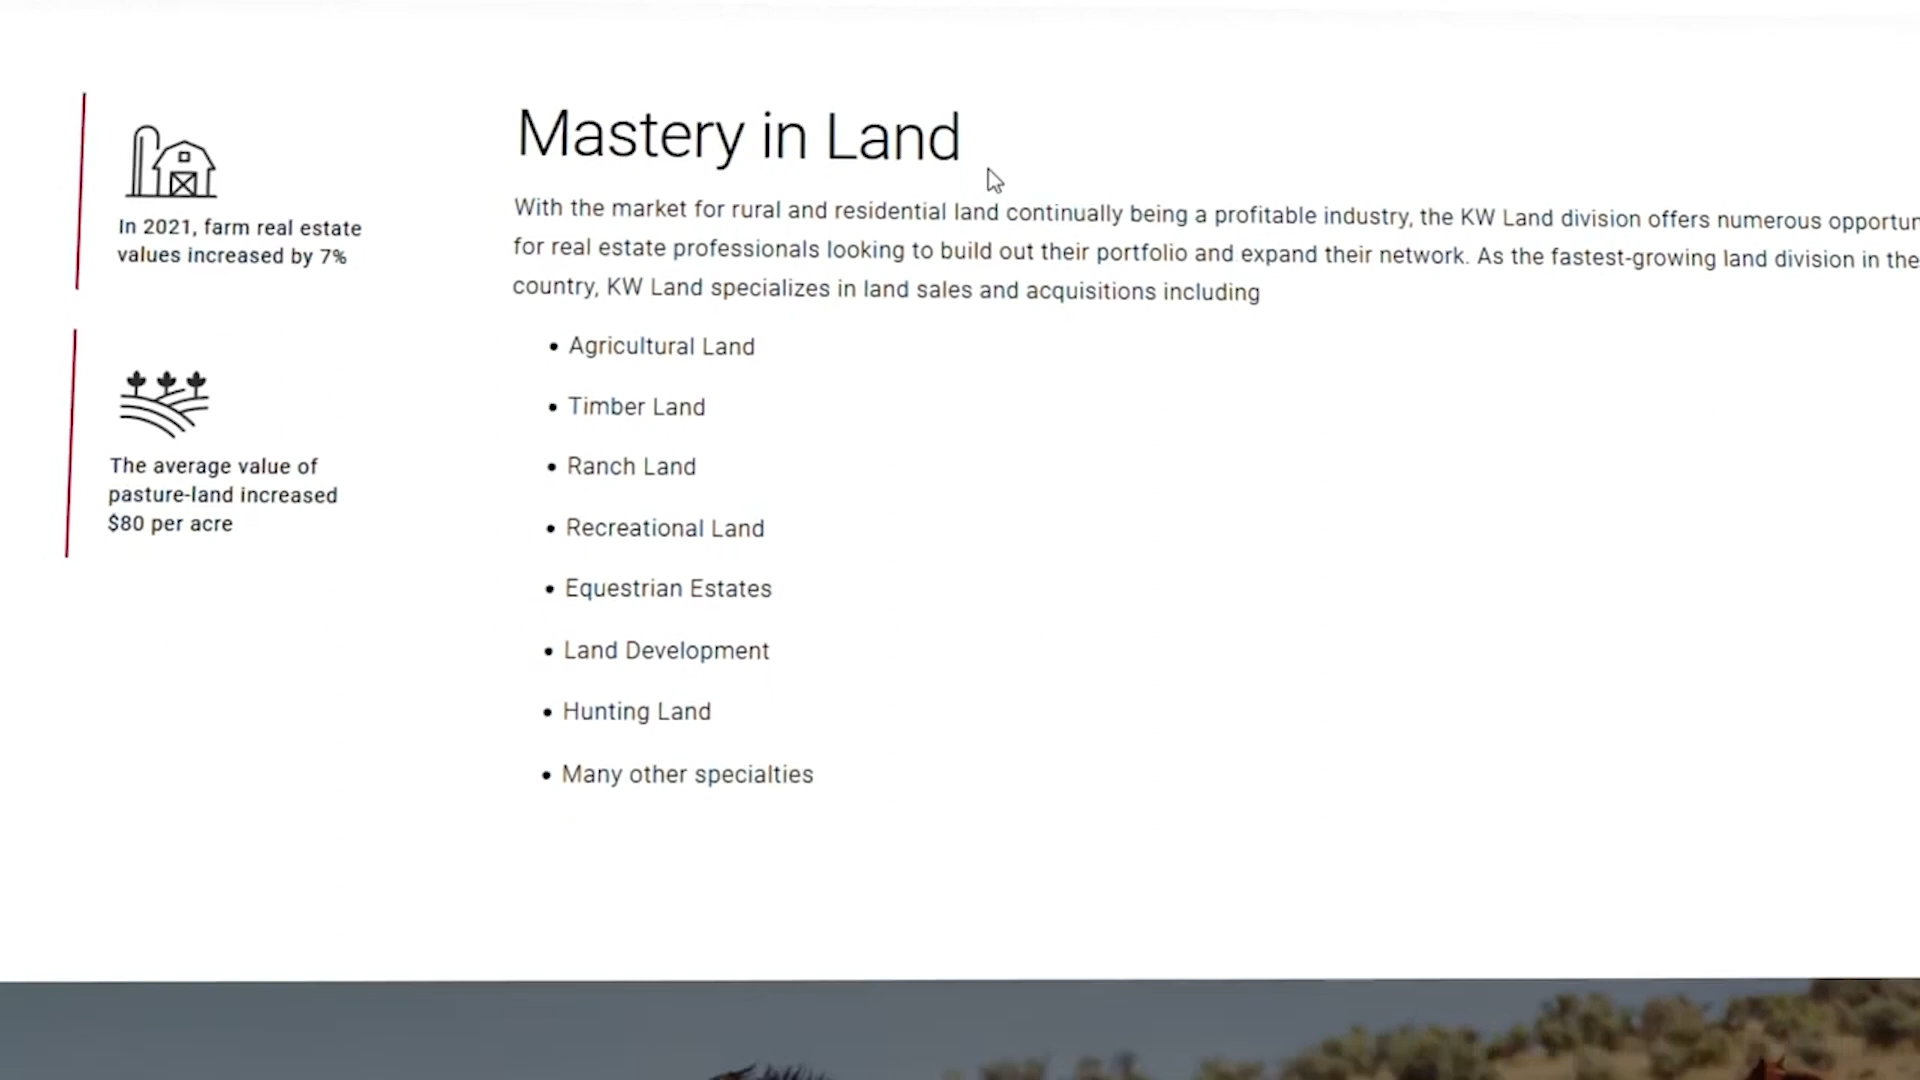 In 2021, farm real estate
values increased by 7%
The average value of
pasture-land increased
$80 per acre
Mastery in Land
With the market for rural and residential land continually being a profitable industry, the KW Land division offers numerous
for real estate professionals looking to build out their portfolio and expand their network. As the fastest-growing land division in the
country, KW Land specializes in land sales and acquisitions including
• Agricultural Land
• Timber Land
• Ranch Land
• Recreational Land
• Equestrian Estates
• Land Development
• Hunting Land
• Many other specialties